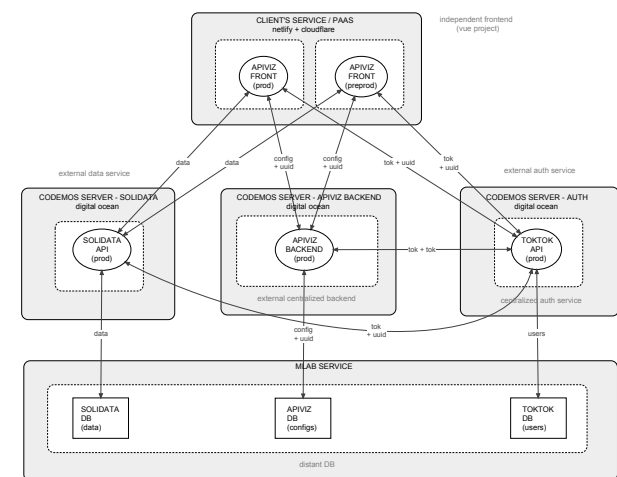 CLIENT'S SERVICE / PAAS
netlify + cloudflare
independent frontend
(vue project)
APIVIZ
FRONT
(prod)
APIVIZ
FRONT
(preprod)
data
data
config
+ uuid
config
+ uuid
tok + uuid
tok
+ uuid
external data service
external auth service
CODEMOS SERVER - SOLIDATA
digital ocean
CODEMOS SERVER - APIVIZ BACKEND
digital ocean
CODEMOS SERVER - AUTH
digital ocean
SOLIDATA
API
(prod)
APIVIZ
BACKEND
(prod)
tok + tok
TOKTOK
API
(prod)
external centralized backend
centralized auth service
data
config
+ uuid
tok
+ uuid
users
MLAB SERVICE
SOLIDATA
DB
(data)
APIVIZ
DB
(configs)
TOKTOK
DB
(users)
distant DB